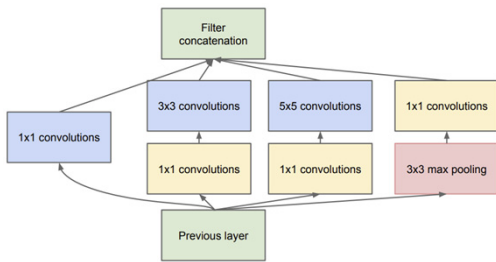 Filter
concatenation
3x3 convolutions
5x5 convolutions
1x1 convolutions
1x1 convolutions
1x1 convolutions
1x1 convolutions
3x3 max pooling
Previous layer